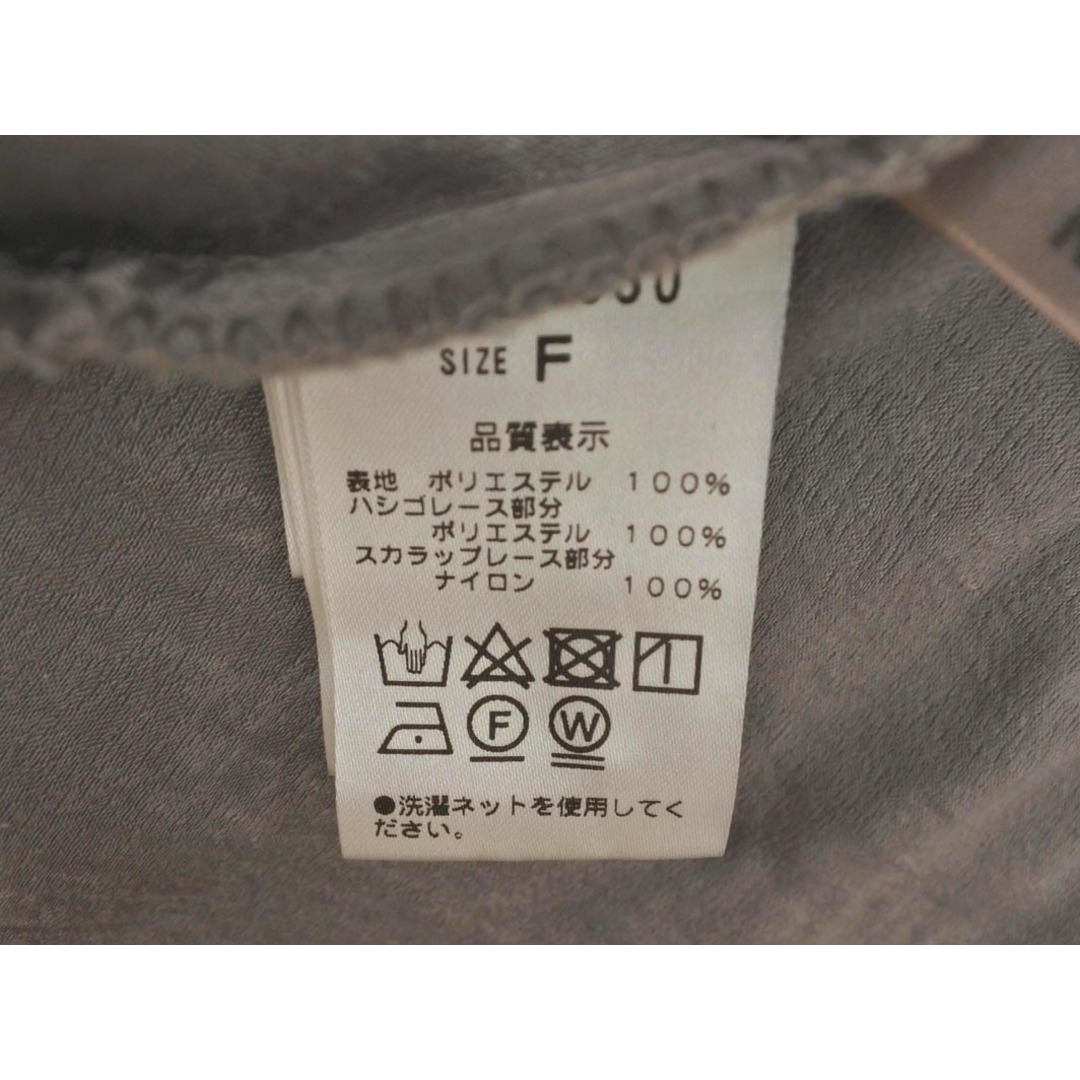 SIZE F
品質表示
表地 ポリエステル 100%
ハシゴレース部分
ポリエステル 100%
スカラップレース部分
ナイロン 100%
F W
●洗濯ネットを使用してく
ださい。